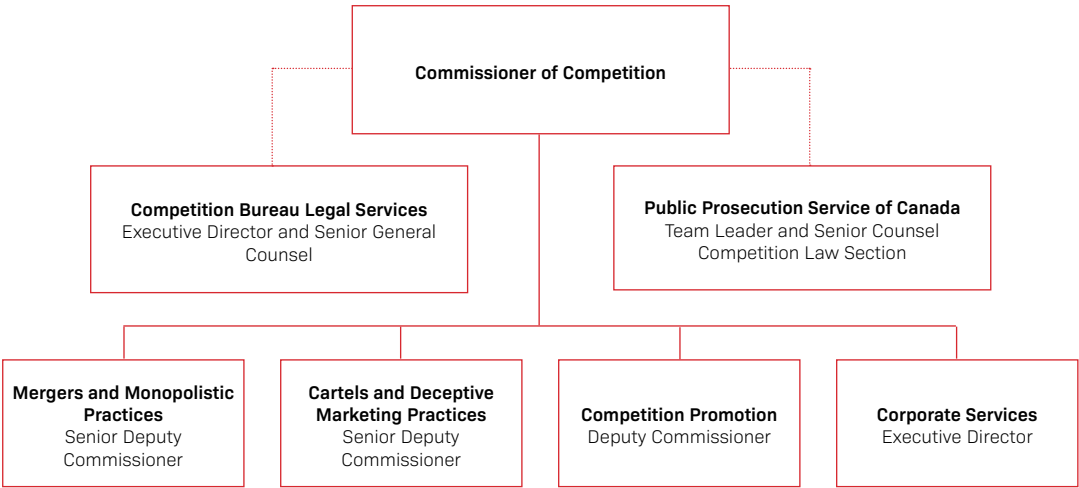 Commissioner of Competition
Competition Bureau Legal Services
Executive Director and Senior General
Counsel
Public Prosecution Service of Canada
Team Leader and Senior Counsel
Competition Law Section
Mergers and Monopolistic
Practices
Senior Deputy
Commissioner
Cartels and Deceptive
Marketing Practices
Senior Deputy
Commissioner
Competition Promotion
Deputy Commissioner
Corporate Services
Executive Director